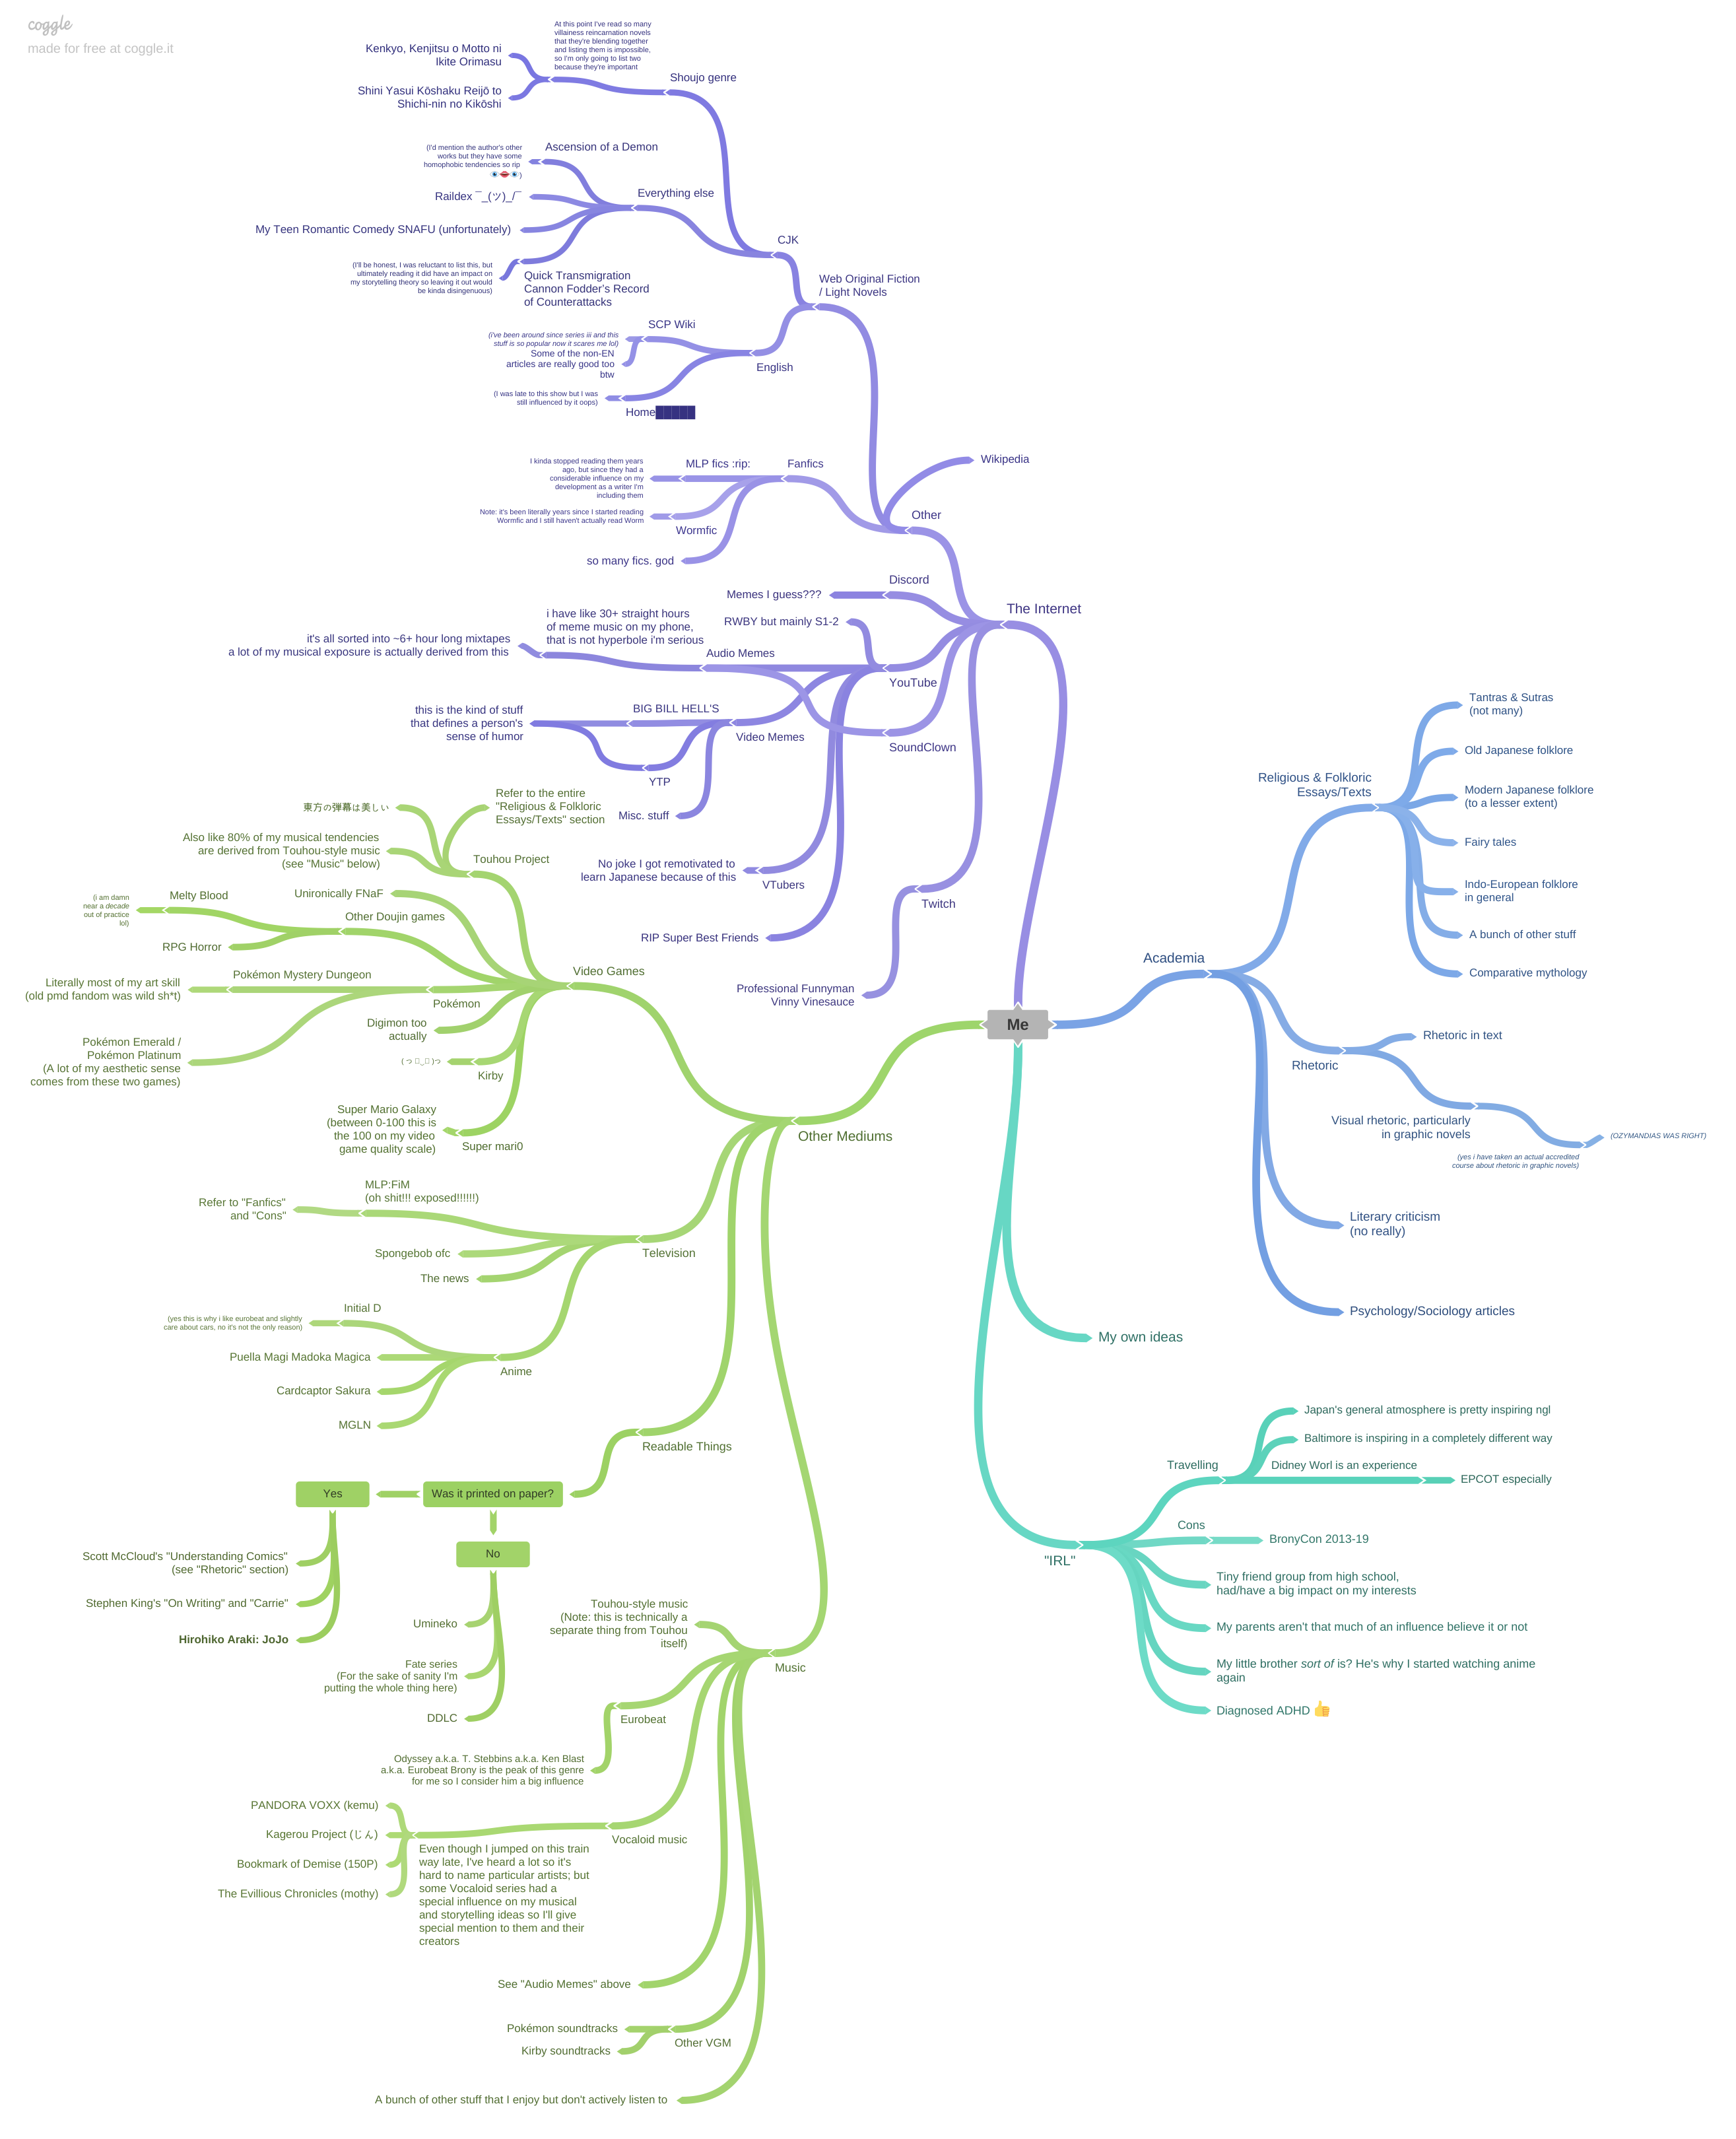 coggle
made for free at coggle.it
At this point I've read so many
villainess reincarnation novels
that they're blending together
and listing them is impossible,
so I'm only going to list two
because they're important
Kenkyo, Kenjitsu o Motto ni
Ikite Orimasu
Shini Yasui Kōshaku Reijō to
Shichi-nin no Kikōshi
Shoujo genre
(I'd mention the author's other
works but they have some
homophobic tendencies so rip
👁️👄👁️)
Ascension of a Demon
Raildex ¯_(ツ)_/¯
Everything else
My Teen Romantic Comedy SNAFU (unfortunately)
(I'll be honest, I was reluctant to list this, but
ultimately reading it did have an impact on
my storytelling theory so leaving it out would
be kinda disingenuous)
Quick Transmigration
Cannon Fodder's Record
of Counterattacks
CJK
Web Original Fiction
/ Light Novels
SCP Wiki
(i've been around since series iii and this
stuff is so popular now it scares me lol)
Some of the non-EN
articles are really good too
btw
English
(I was late to this show but I was
still influenced by it oops)
Home█████
I kinda stopped reading them years
ago, but since they had a
considerable influence on my
development as a writer I'm
including them
MLP fics :rip:
Fanfics
Wikipedia
Note: it's been literally years since I started reading
Wormfic and I still haven't actually read Worm
Wormfic
Other
so many fics. god
Discord
Memes I guess???
The Internet
i have like 30+ straight hours
of meme music on my phone,
that is not hyperbole i'm serious
RWBY but mainly S1-2
it's all sorted into ~6+ hour long mixtapes
a lot of my musical exposure is actually derived from this
Audio Memes
YouTube
this is the kind of stuff
that defines a person's
sense of humor
BIG BILL HELL'S
Video Memes
SoundClown
YTP
Misc. stuff
No joke I got remotivated to
learn Japanese because of this
VTubers
Twitch
RIP Super Best Friends
Professional Funnyman
Vinny Vinesauce
Me
Tantras & Sutras
(not many)
Old Japanese folklore
Religious & Folkloric
Essays/Texts
Modern Japanese folklore
(to a lesser extent)
Fairy tales
Indo-European folklore
in general
A bunch of other stuff
Comparative mythology
Academia
Rhetoric in text
Rhetoric
Visual rhetoric, particularly
in graphic novels
(OZYMANDIAS WAS RIGHT)
(yes i have taken an actual accredited
course about rhetoric in graphic novels)
Literary criticism
(no really)
Psychology/Sociology articles
東方の弾幕は美しい
Refer to the entire
"Religious & Folkloric
Essays/Texts" section
Also like 80% of my musical tendencies
are derived from Touhou-style music
(see "Music" below)
Touhou Project
Unironically FNaF
Melty Blood
(i am damn
near a decade
out of practice
lol)
Other Doujin games
RPG Horror
Video Games
Pokémon Mystery Dungeon
Literally most of my art skill
(old pmd fandom was wild sh*t)
Pokémon
Digimon too
actually
Pokémon Emerald /
Pokémon Platinum
(A lot of my aesthetic sense
comes from these two games)
( つ ▯_▯ )つ
Kirby
Super Mario Galaxy
(between 0-100 this is
the 100 on my video
game quality scale)
Super mari0
Other Mediums
MLP:FiM
(oh shit!!! exposed!!!!!!)
Refer to "Fanfics"
and "Cons"
Spongebob ofc
Television
The news
Initial D
(yes this is why i like eurobeat and slightly
care about cars, no it's not the only reason)
Puella Magi Madoka Magica
Anime
Cardcaptor Sakura
MGLN
Readable Things
Was it printed on paper?
Yes
No
Scott McCloud's "Understanding Comics"
(see "Rhetoric" section)
Stephen King's "On Writing" and "Carrie"
Hirohiko Araki: JoJo
Umineko
Fate series
(For the sake of sanity I'm
putting the whole thing here)
DDLC
Touhou-style music
(Note: this is technically a
separate thing from Touhou
itself)
Music
Eurobeat
Odyssey a.k.a. T. Stebbins a.k.a. Ken Blast
a.k.a. Eurobeat Brony is the peak of this genre
for me so I consider him a big influence
PANDORA VOXX (kemu)
Kagerou Project (じん)
Bookmark of Demise (150P)
The Evillious Chronicles (mothy)
Vocaloid music
Even though I jumped on this train
way late, I've heard a lot so it's
hard to name particular artists; but
some Vocaloid series had a
special influence on my musical
and storytelling ideas so I'll give
special mention to them and their
creators
See "Audio Memes" above
Pokémon soundtracks
Other VGM
Kirby soundtracks
A bunch of other stuff that I enjoy but don't actively listen to
My own ideas
Japan's general atmosphere is pretty inspiring ngl
Baltimore is inspiring in a completely different way
Travelling
Didney Worl is an experience
EPCOT especially
Cons
BronyCon 2013-19
"IRL"
Tiny friend group from high school,
had/have a big impact on my interests
My parents aren't that much of an influence believe it or not
My little brother sort of is? He's why I started watching anime
again
Diagnosed ADHD 👍